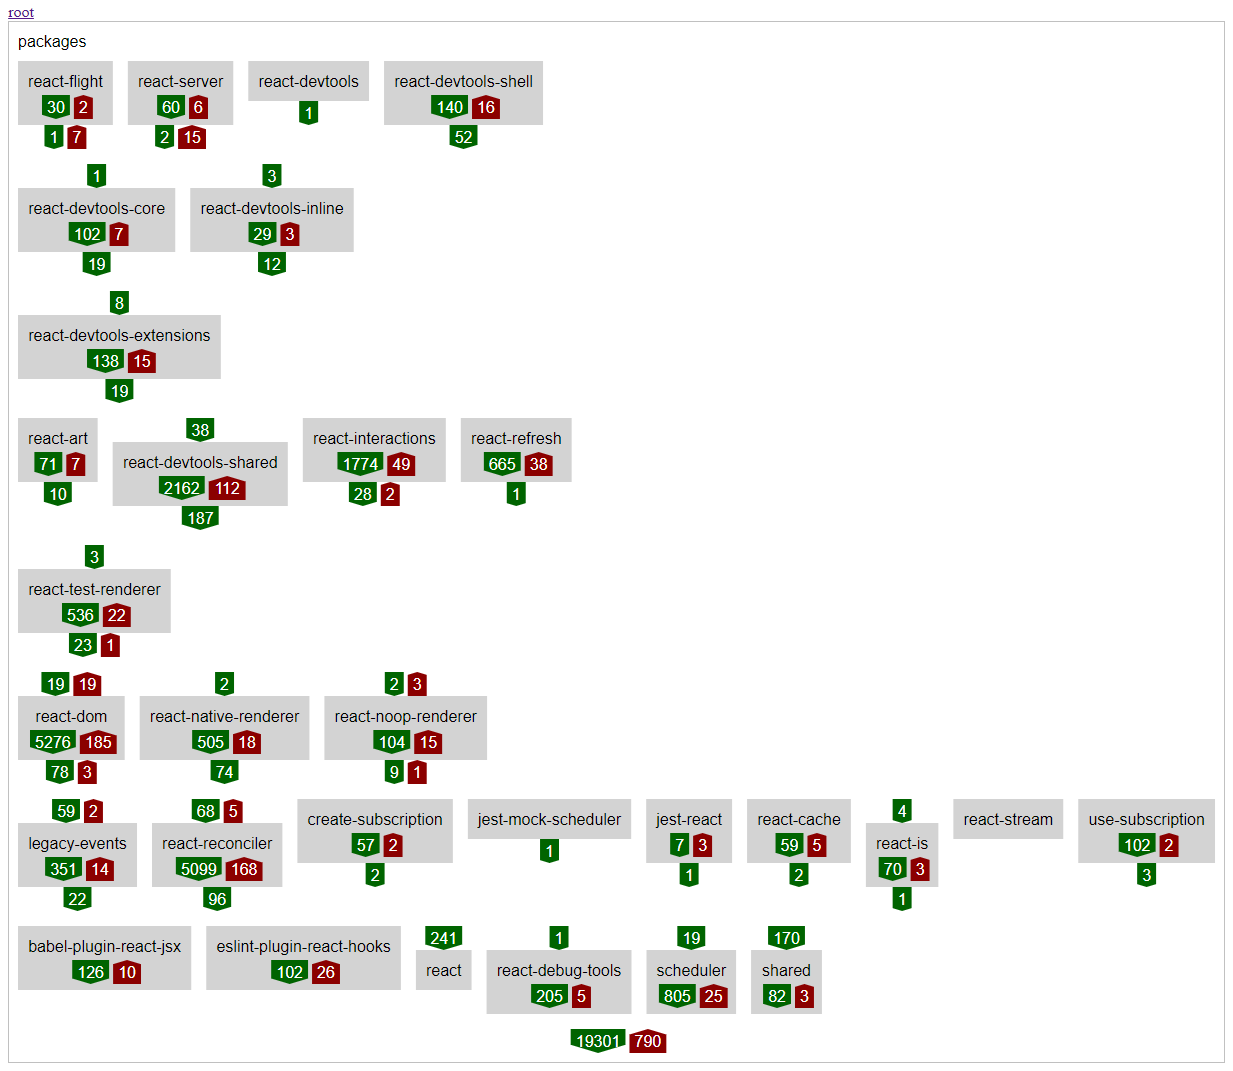 root
packages
react-flight react-server react-devtools react-devtools-shell
30 2 60 6 1 140 16
1 7 2 15 52
1 3
react-devtools-core react-devtools-inline
102 7 29 3
19 12
8
react-devtools-extensions
138 15
19
38
react-art react-devtools-shared react-interactions react-refresh
71 7 2162 112 1774 49 665 38
10 187 28 2 1
3
react-test-renderer
536 22
23 1
19 19 2 2 3
react-dom react-native-renderer react-noop-renderer
5276 185 505 18 104 15
78 3 74 9 1
59 2 68 5 4
legacy-events react-reconciler create-subscription jest-mock-scheduler jest-react react-cache react-is react-stream use-subscription
351 14 5099 168 57 2 1 7 3 59 5 70 3 102 2
22 96 2 1 2 1 3
241 1 19 170
babel-plugin-react-jsx eslint-plugin-react-hooks react react-debug-tools scheduler shared
126 10 102 26 205 5 805 25 82 3
19301 790